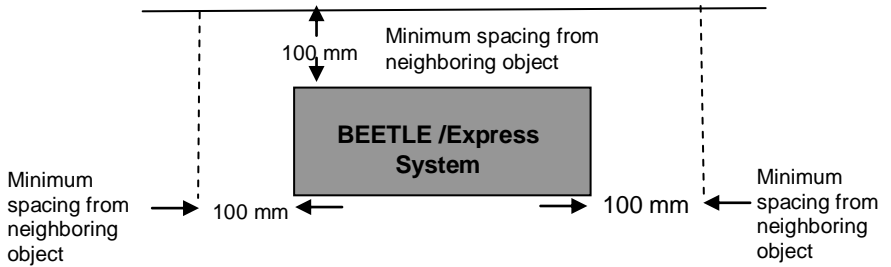 100 mm
Minimum spacing from
neighboring object
BEETLE /Express
System
Minimum
spacing from
neighboring
object
100 mm
100 mm
Minimum
spacing from
neighboring
object